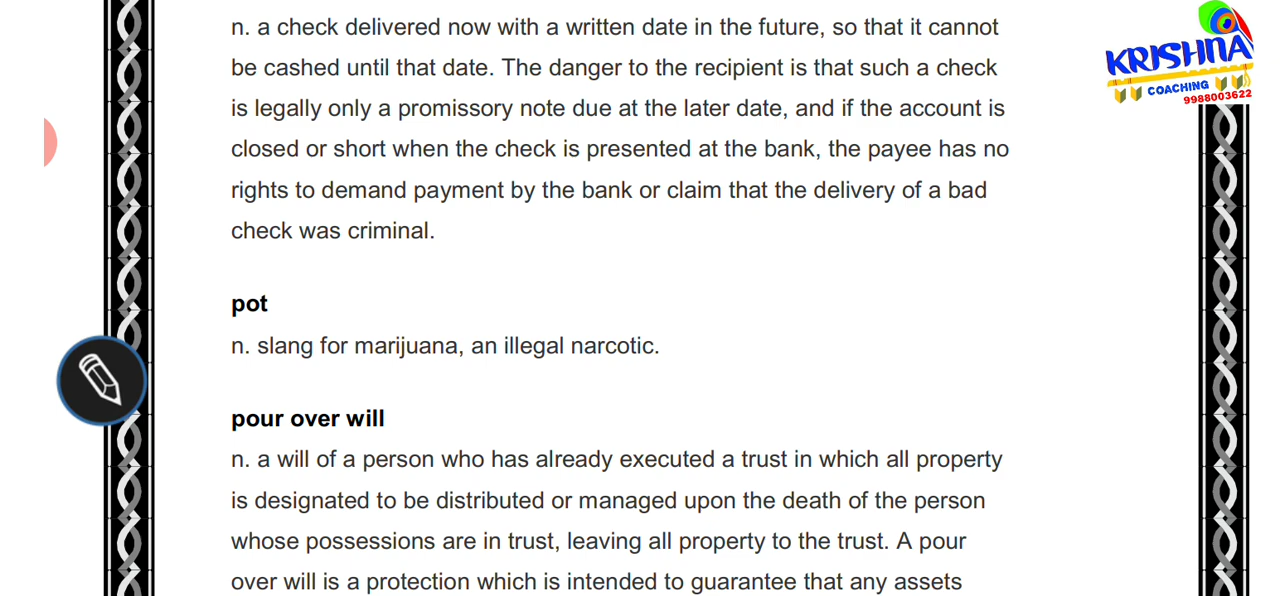 n. a check delivered now with a written date in the future, so that it cannot
be cashed until that date. The danger to the recipient is that such a check
is legally only a promissory note due at the later date, and if the account is
closed or short when the check is presented at the bank, the payee has no
rights to demand payment by the bank or claim that the delivery of a bad
check was criminal.
pot
n. slang for marijuana, an illegal narcotic.
pour over will
n. a will of a person who has already executed a trust in which all property
is designated to be distributed or managed upon the death of the person
whose possessions are in trust, leaving all property to the trust. A pour
over will is a protection which is intended to guarantee that any assets
KRISHNA
COACHING
9988003622